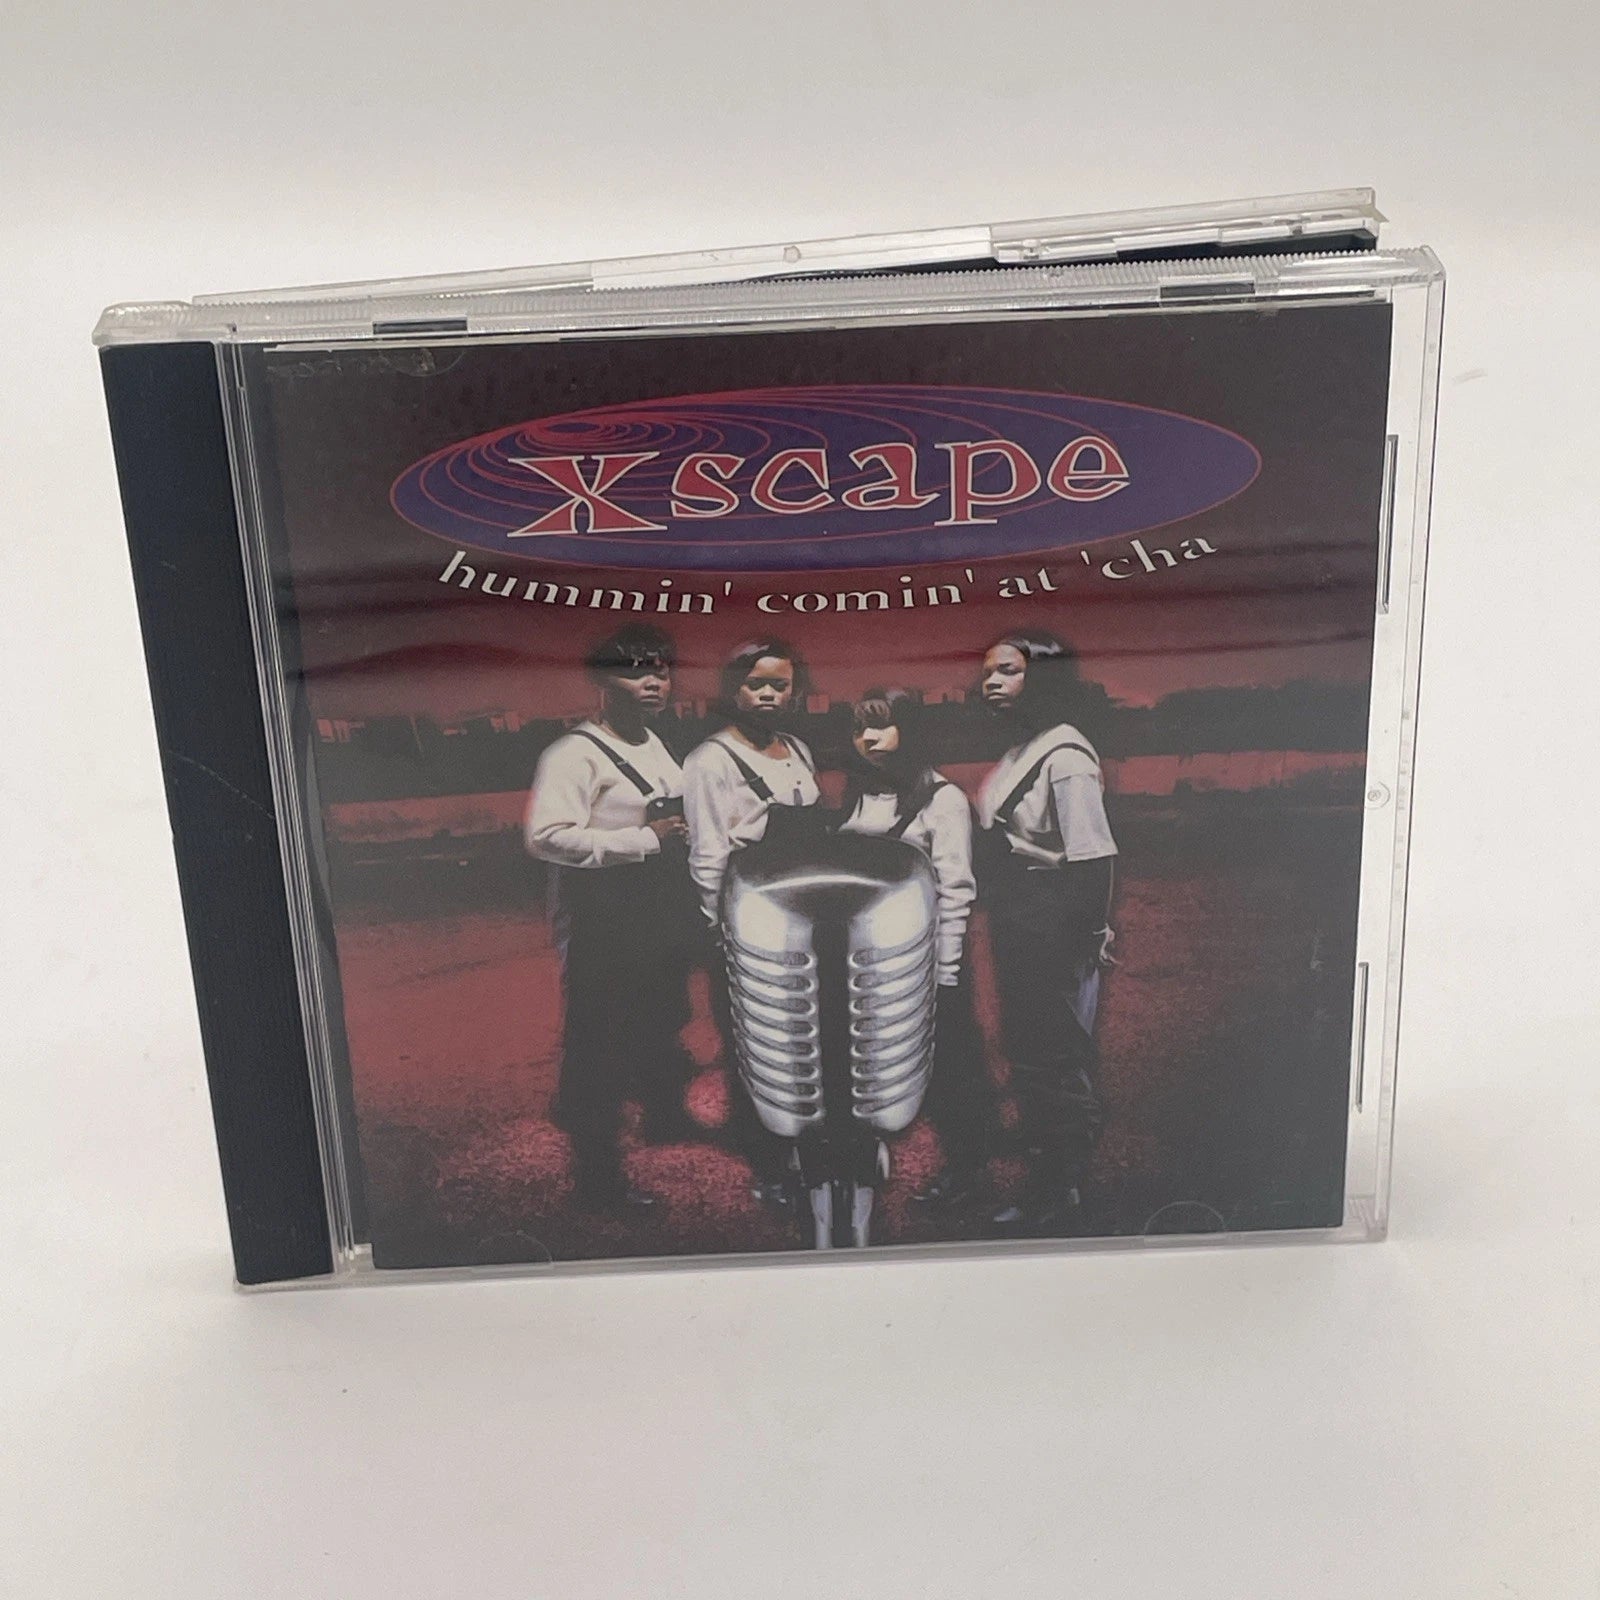 Xscape
hummin' comin' at 'cha